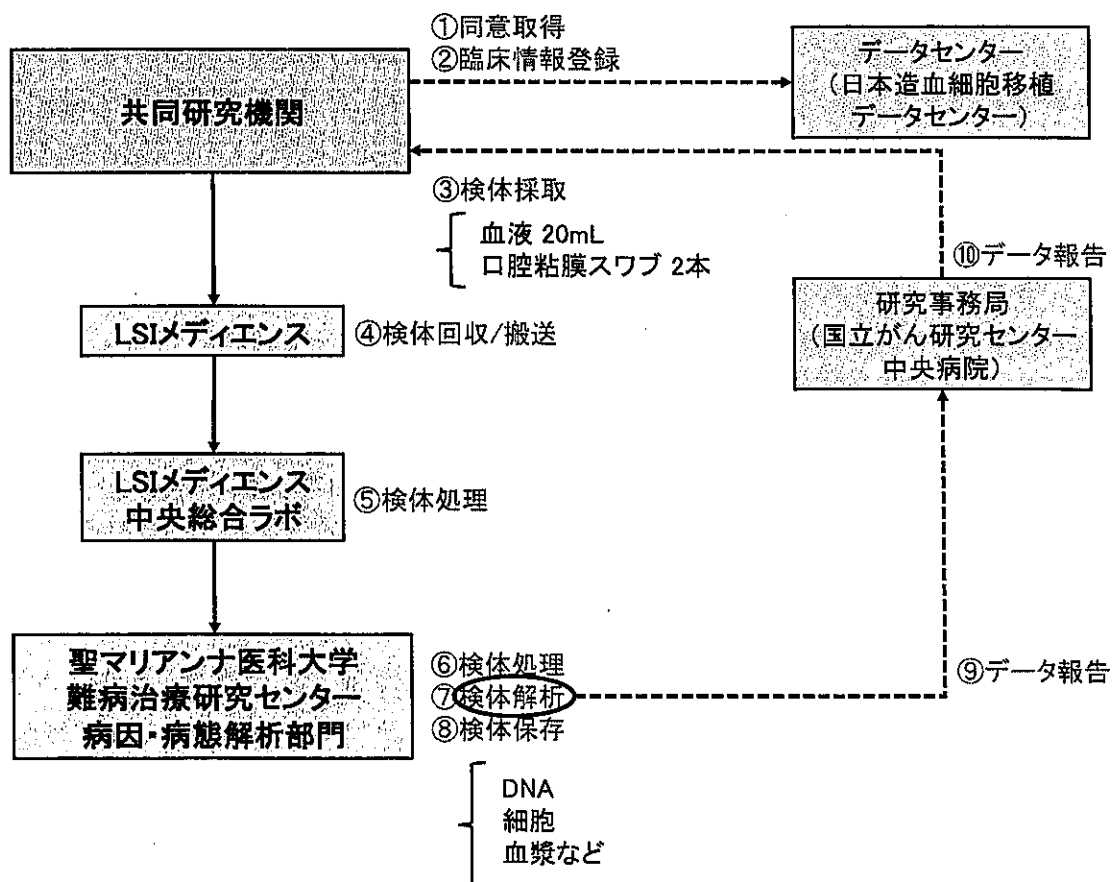 ①同意取得
②臨床情報登録
共同研究機関
データセンター
(日本造血細胞移植
データセンター)
③検体採取
血液 20mL
口腔粘膜スワブ 2本
⑩データ報告
研究事務局
(国立がん研究センター
中央病院)
LSIメディエンス
④検体回収/搬送
LSIメディエンス
中央総合ラボ
⑤検体処理
聖マリアンナ医科大学
難病治療研究センター
病因・病態解析部門
⑥検体処理
⑦検体解析
⑧検体保存
⑨データ報告
DNA
細胞
血漿など